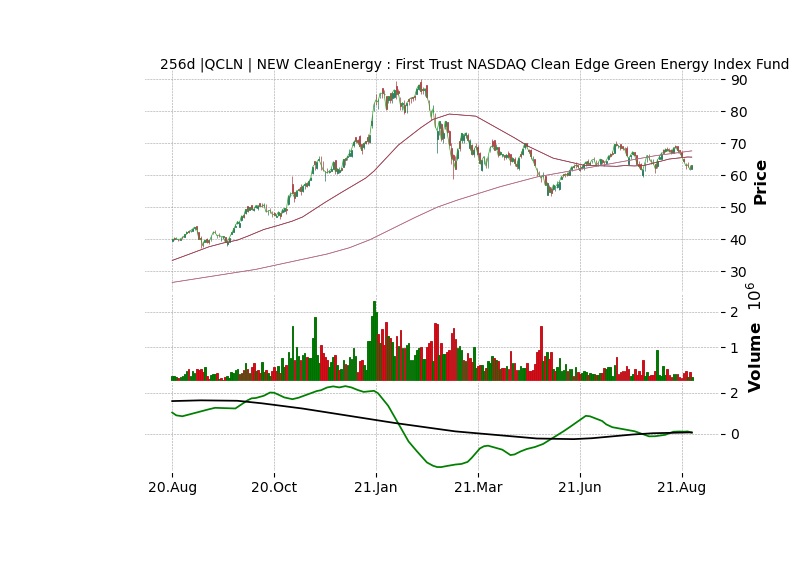 256d |QCLN | NEW CleanEnergy : First Trust NASDAQ Clean Edge Green Energy Index Fund
90
80
70
60
50
40
30
Price
2
1
Volume 10^6
2
0
20.Aug 20.Oct 21.Jan 21.Mar 21.Jun 21.Aug